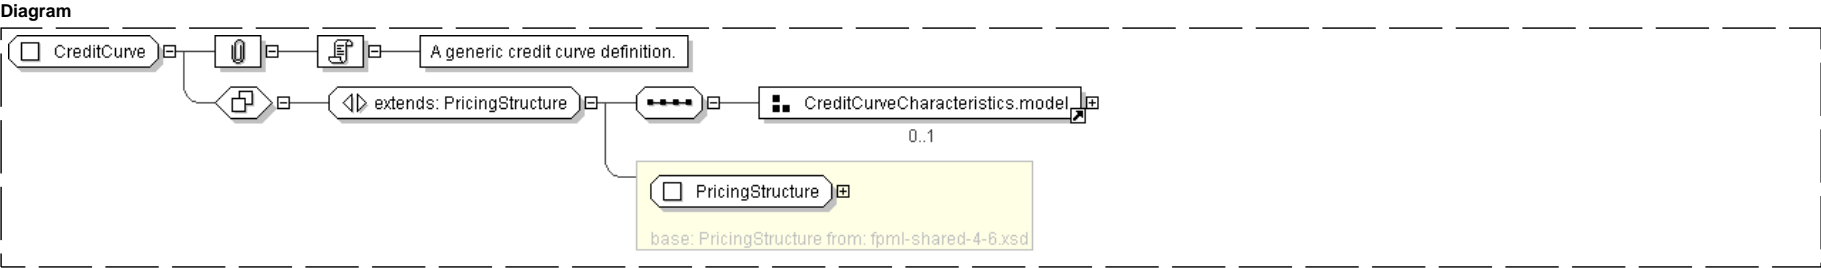 Diagram
CreditCurve
A generic credit curve definition.
extends: PricingStructure
CreditCurveCharacteristics.model
0..1
PricingStructure
base: PricingStructure from: fpml-shared-4-6.xsd